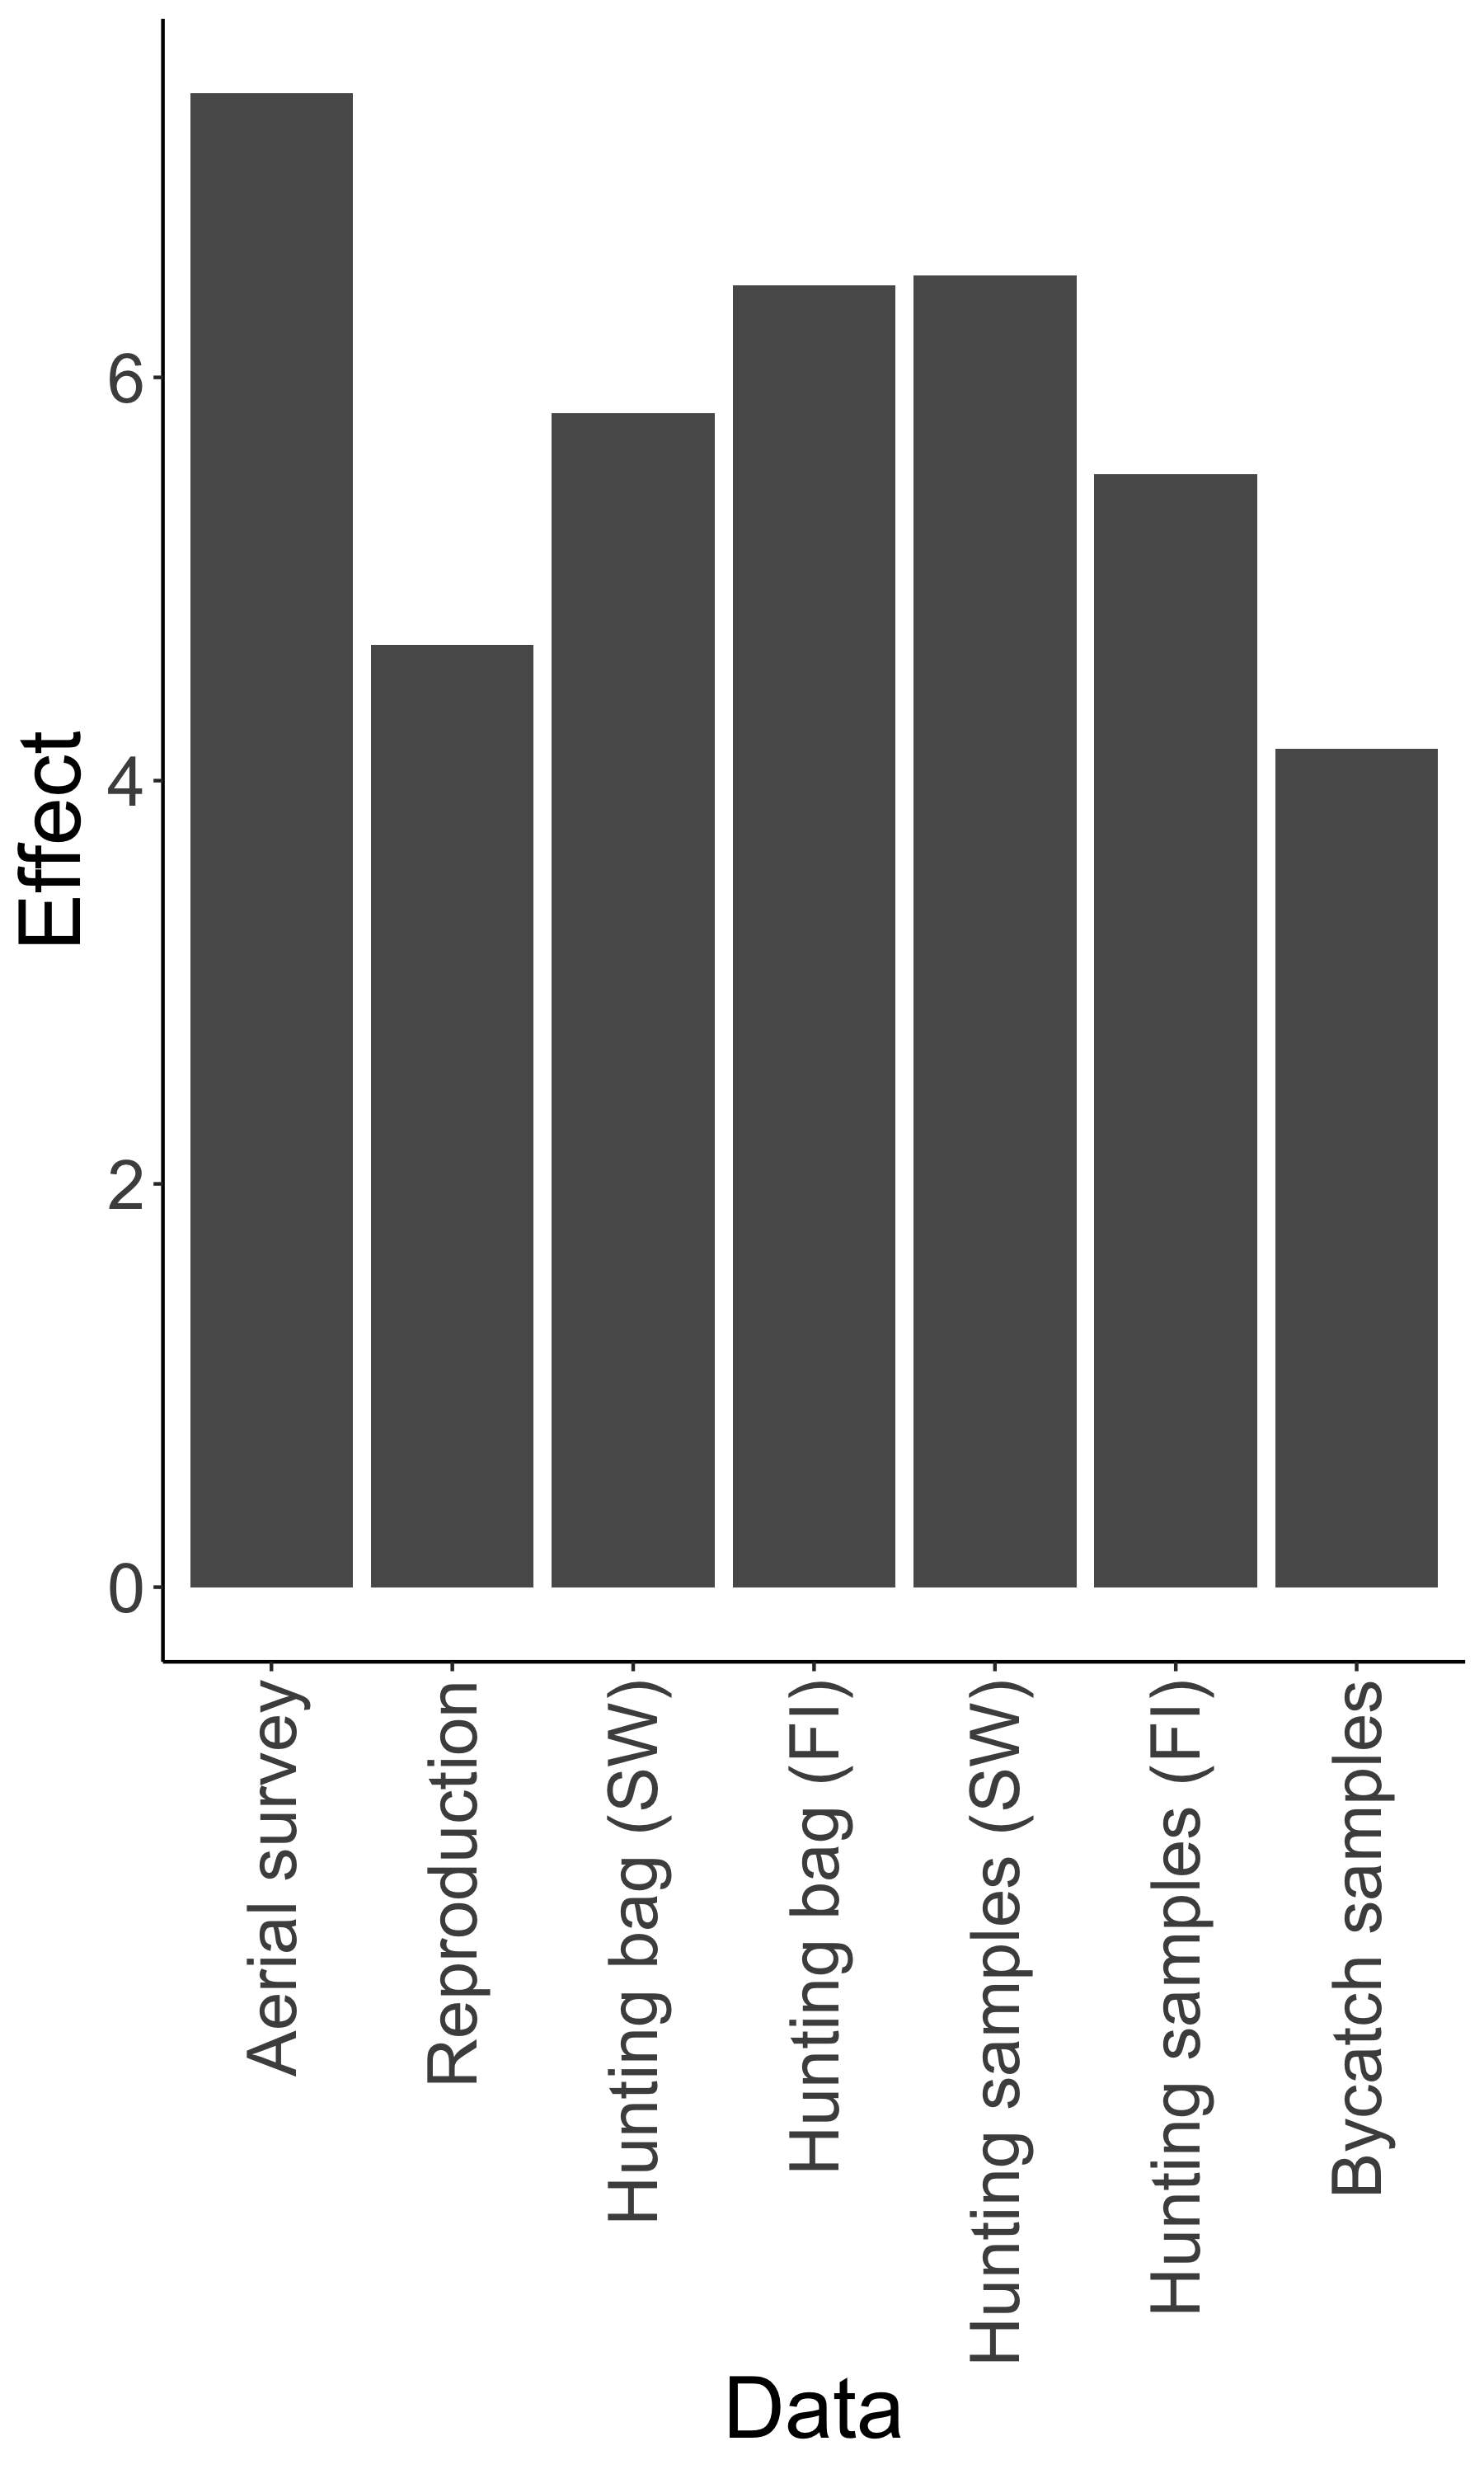 Effect
6
4
2
0
Aerial survey
Reproduction
Hunting bag (SW)
Hunting bag (FI)
Hunting samples (SW)
Hunting samples (FI)
Bycatch samples
Data